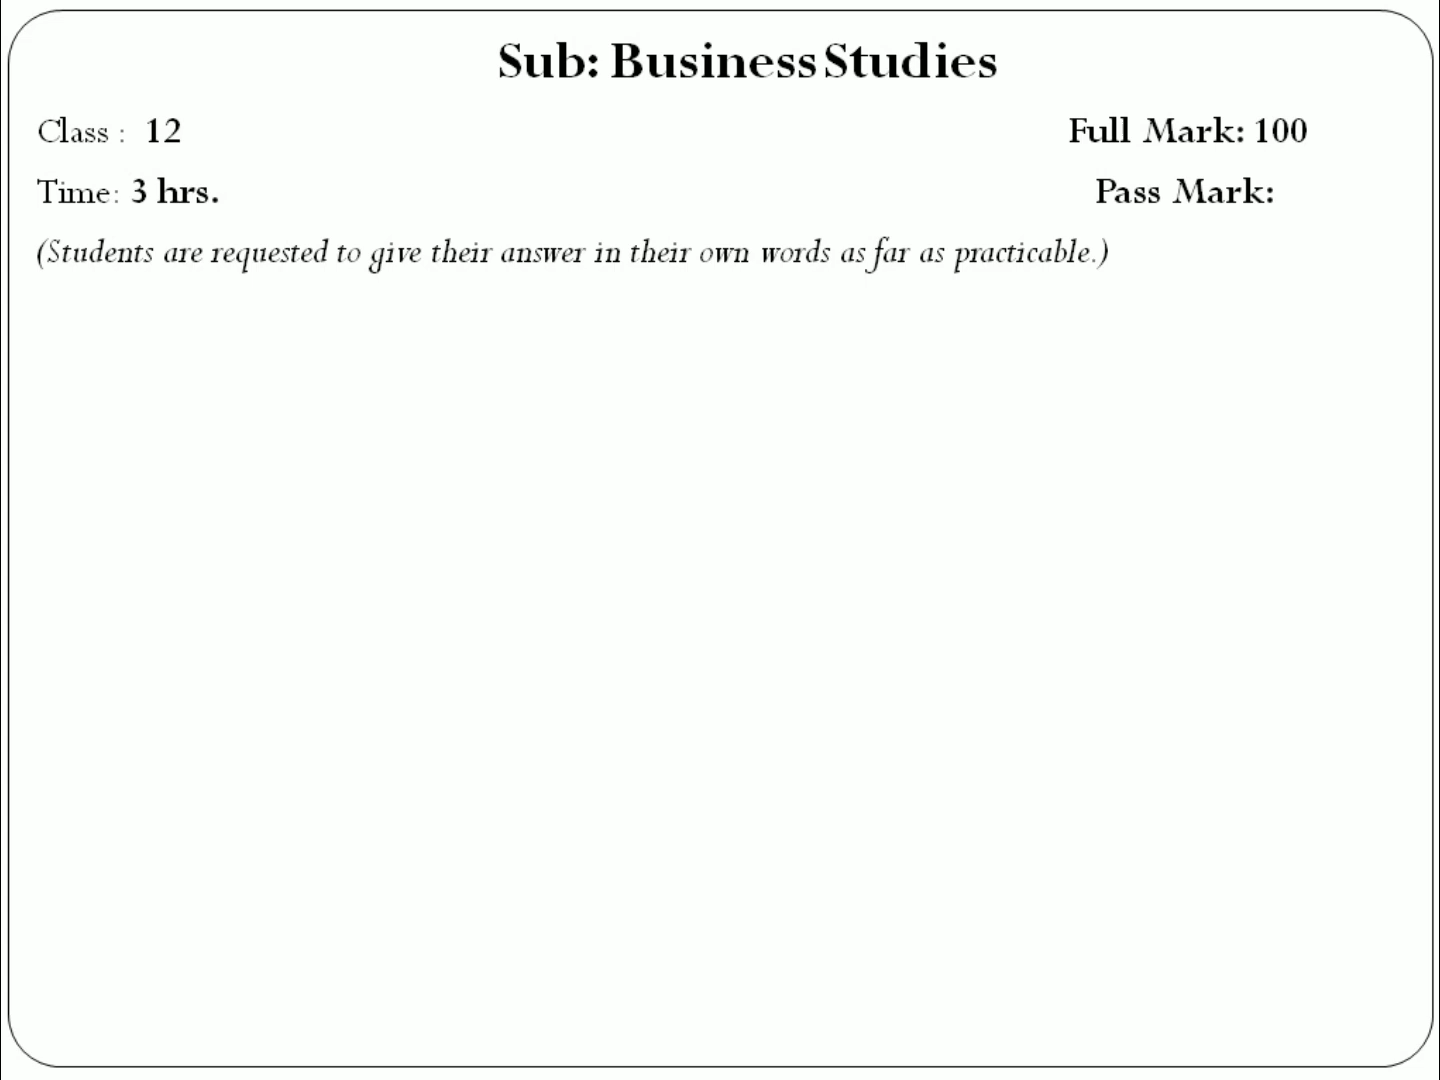 Sub: Business Studies
Class : 12 Full Mark: 100
Time: 3 hrs. Pass Mark:
(Students are requested to give their answer in their own words as far as practicable.)